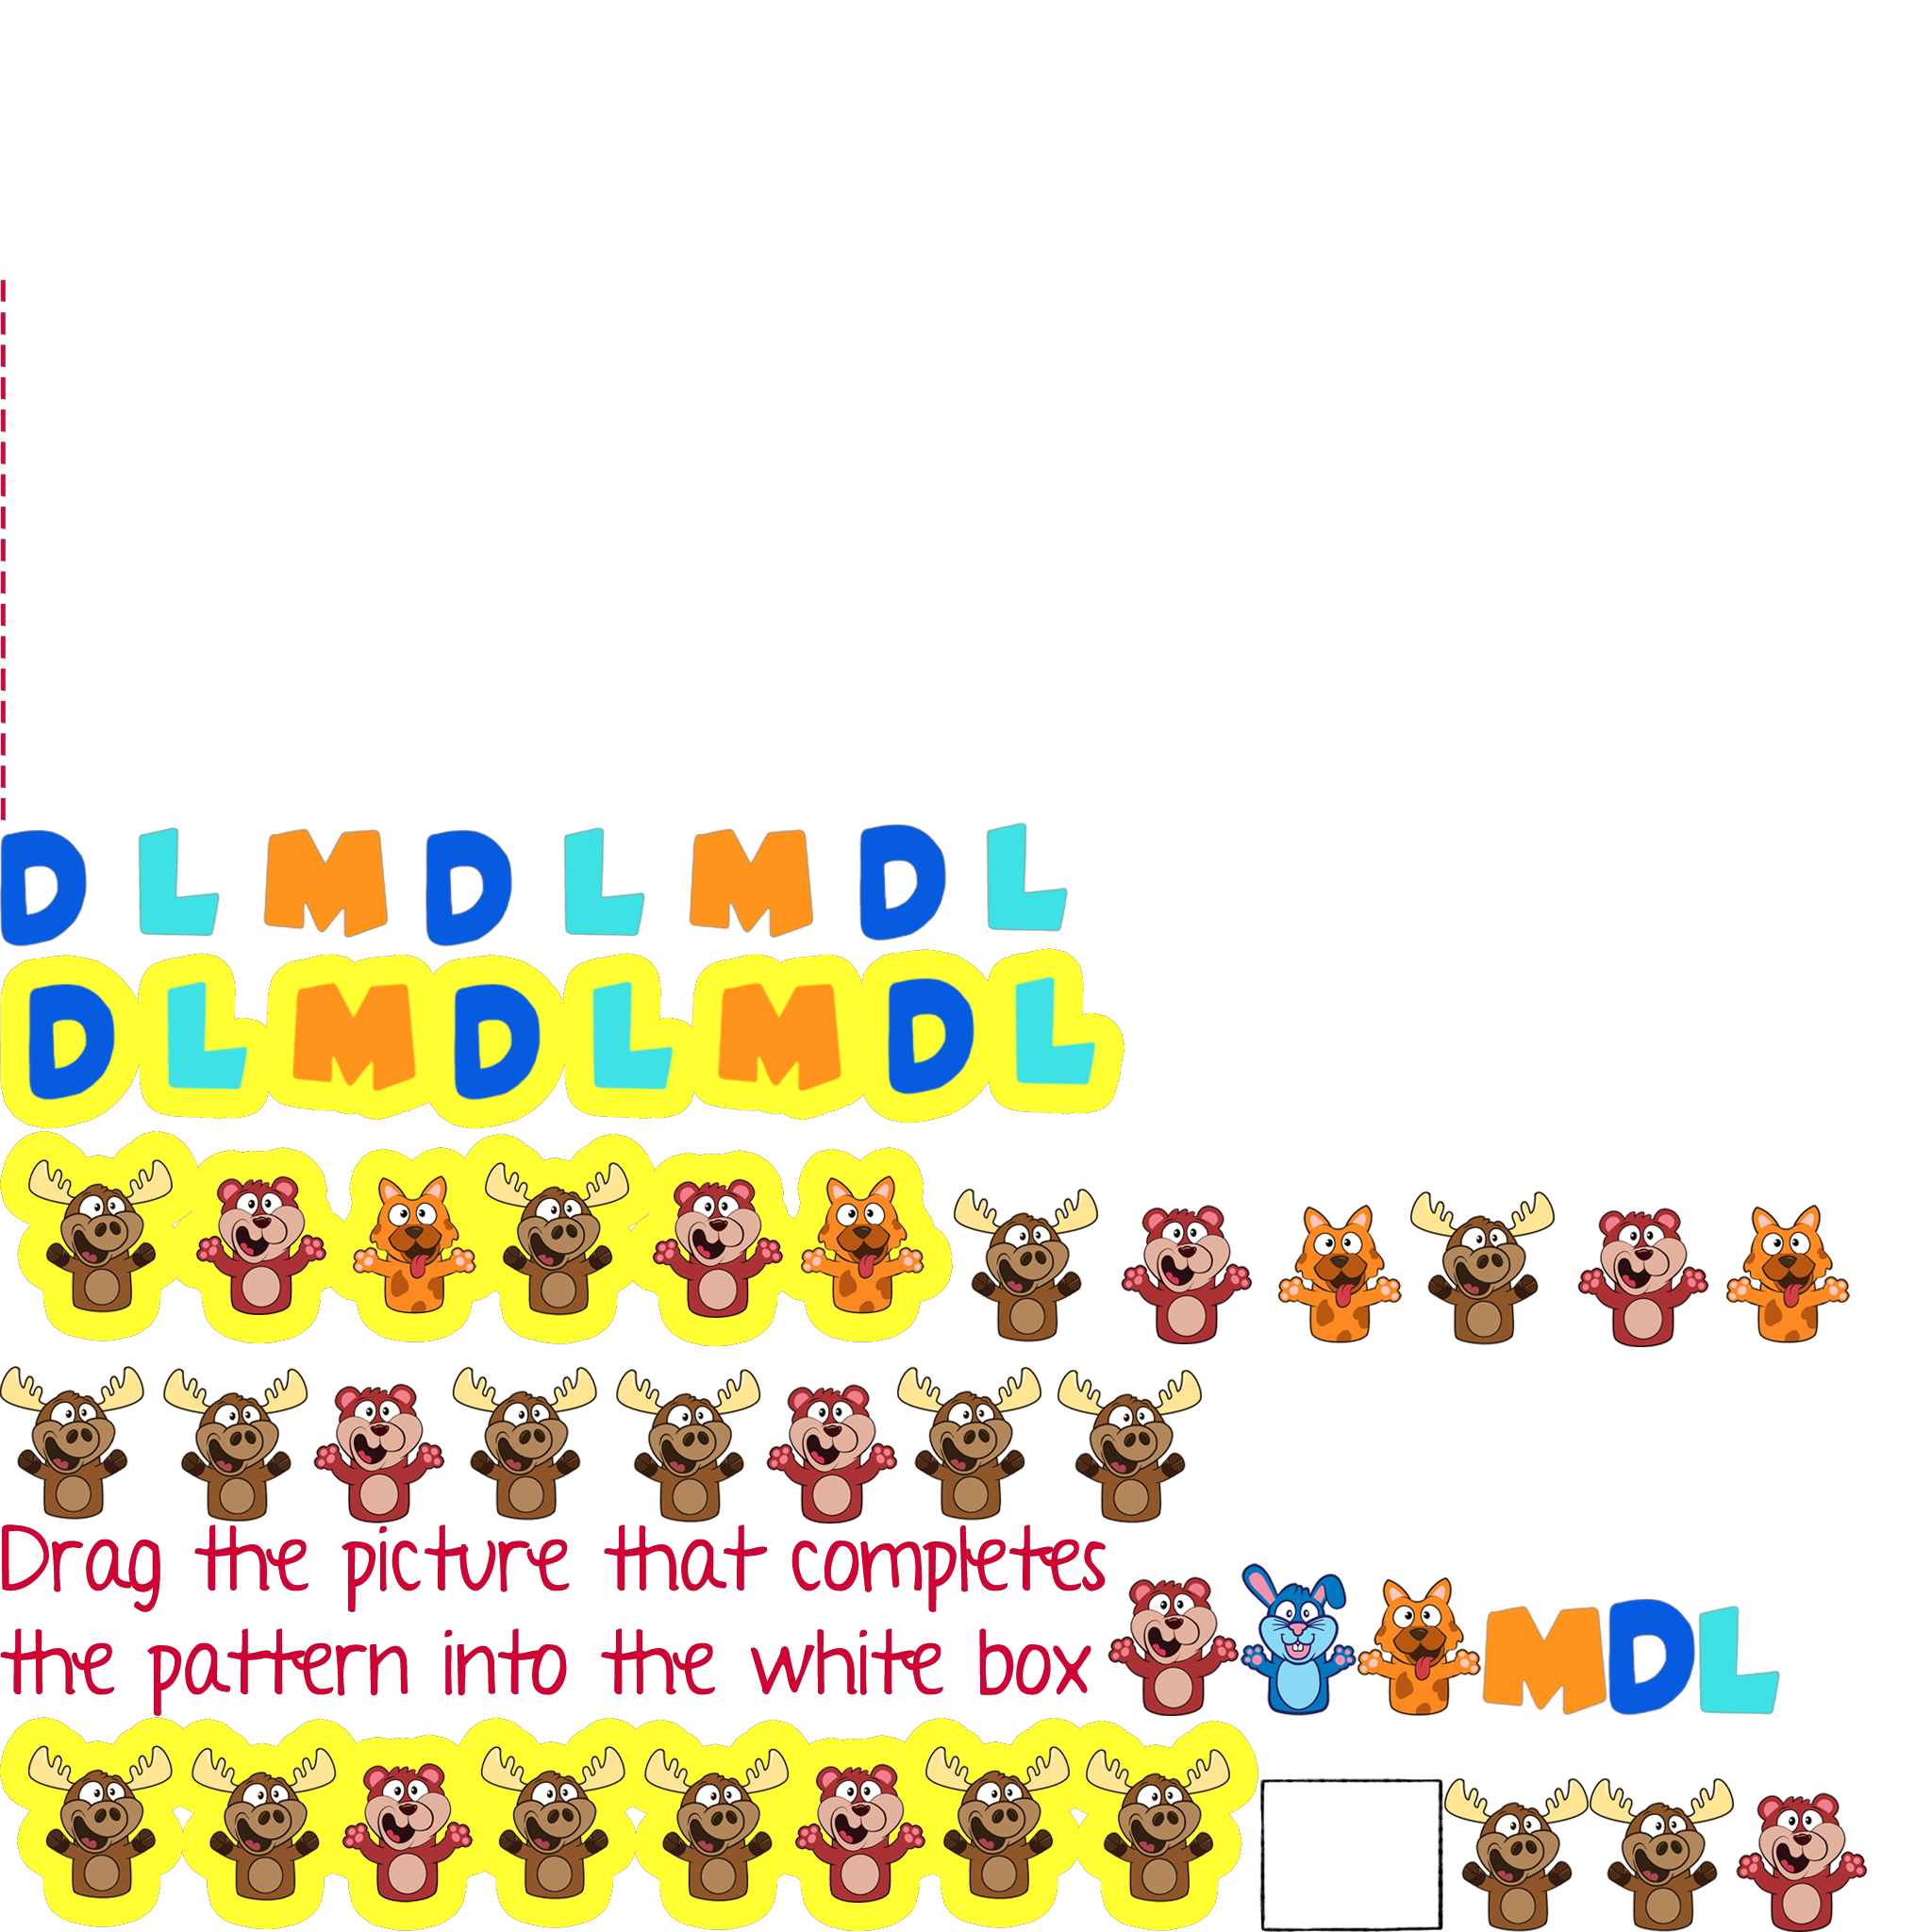 D L M D L M D L
D L M D L M D L
Drag the picture that completes
the pattern into the white box
M D L